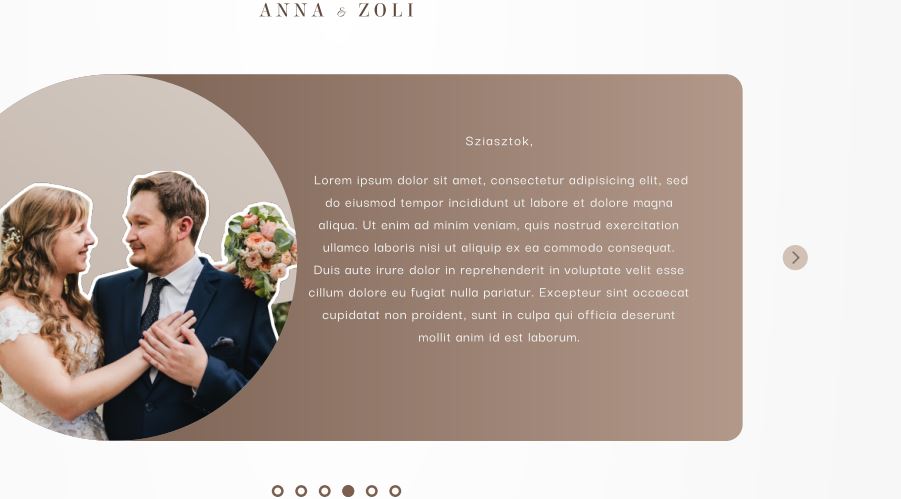 ANNA & ZOLI
Sziasztok,
Lorem ipsum dolor sit amet, consectetur adipisicing elit, sed
do eiusmod tempor incididunt ut labore et dolore magna
aliqua. Ut enim ad minim veniam, quis nostrud exercitation
ullamco laboris nisi ut aliquip ex ea commodo consequat.
Duis aute irure dolor in reprehenderit in voluptate velit esse
cillum dolore eu fugiat nulla pariatur. Excepteur sint occaecat
cupidatat non proident, sunt in culpa qui officia deserunt
mollit anim id est laborum.